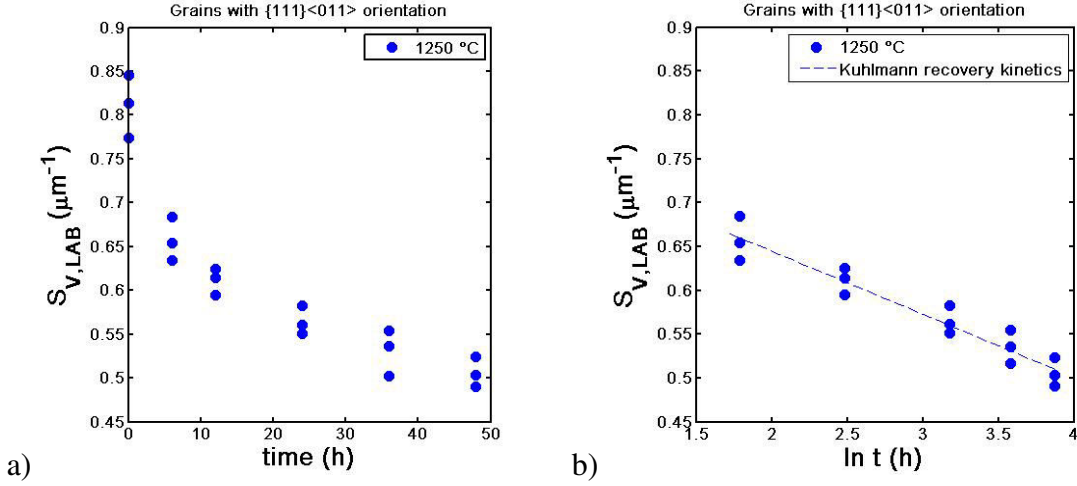 Grains with {111}<011> orientation
0.9
0.85
0.8
0.75
0.7
0.65
0.6
0.55
0.5
0.45
0 10 20 30 40 50
1250 °C
S_V,LAB (μm⁻¹)
time (h)
a)
Grains with {111}<011> orientation
0.9
0.85
0.8
0.75
0.7
0.65
0.6
0.55
0.5
0.45
1.5 2 2.5 3 3.5 4
1250 °C
Kuhlmann recovery kinetics
S_V,LAB (μm⁻¹)
ln t (h)
b)